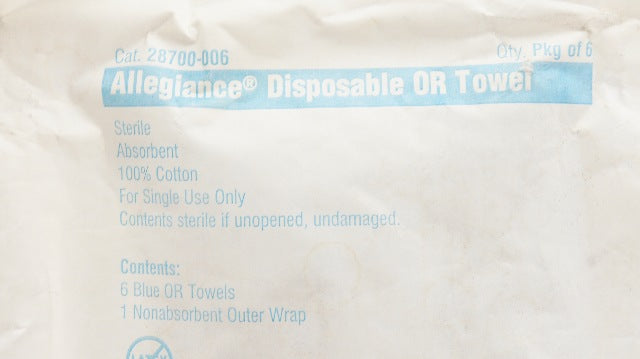 Cat. 28700-006 Qty. Pkg of 6
Allegiance® Disposable OR Towel
Sterile
Absorbent
100% Cotton
For Single Use Only
Contents sterile if unopened, undamaged.
Contents:
6 Blue OR Towels
1 Nonabsorbent Outer Wrap